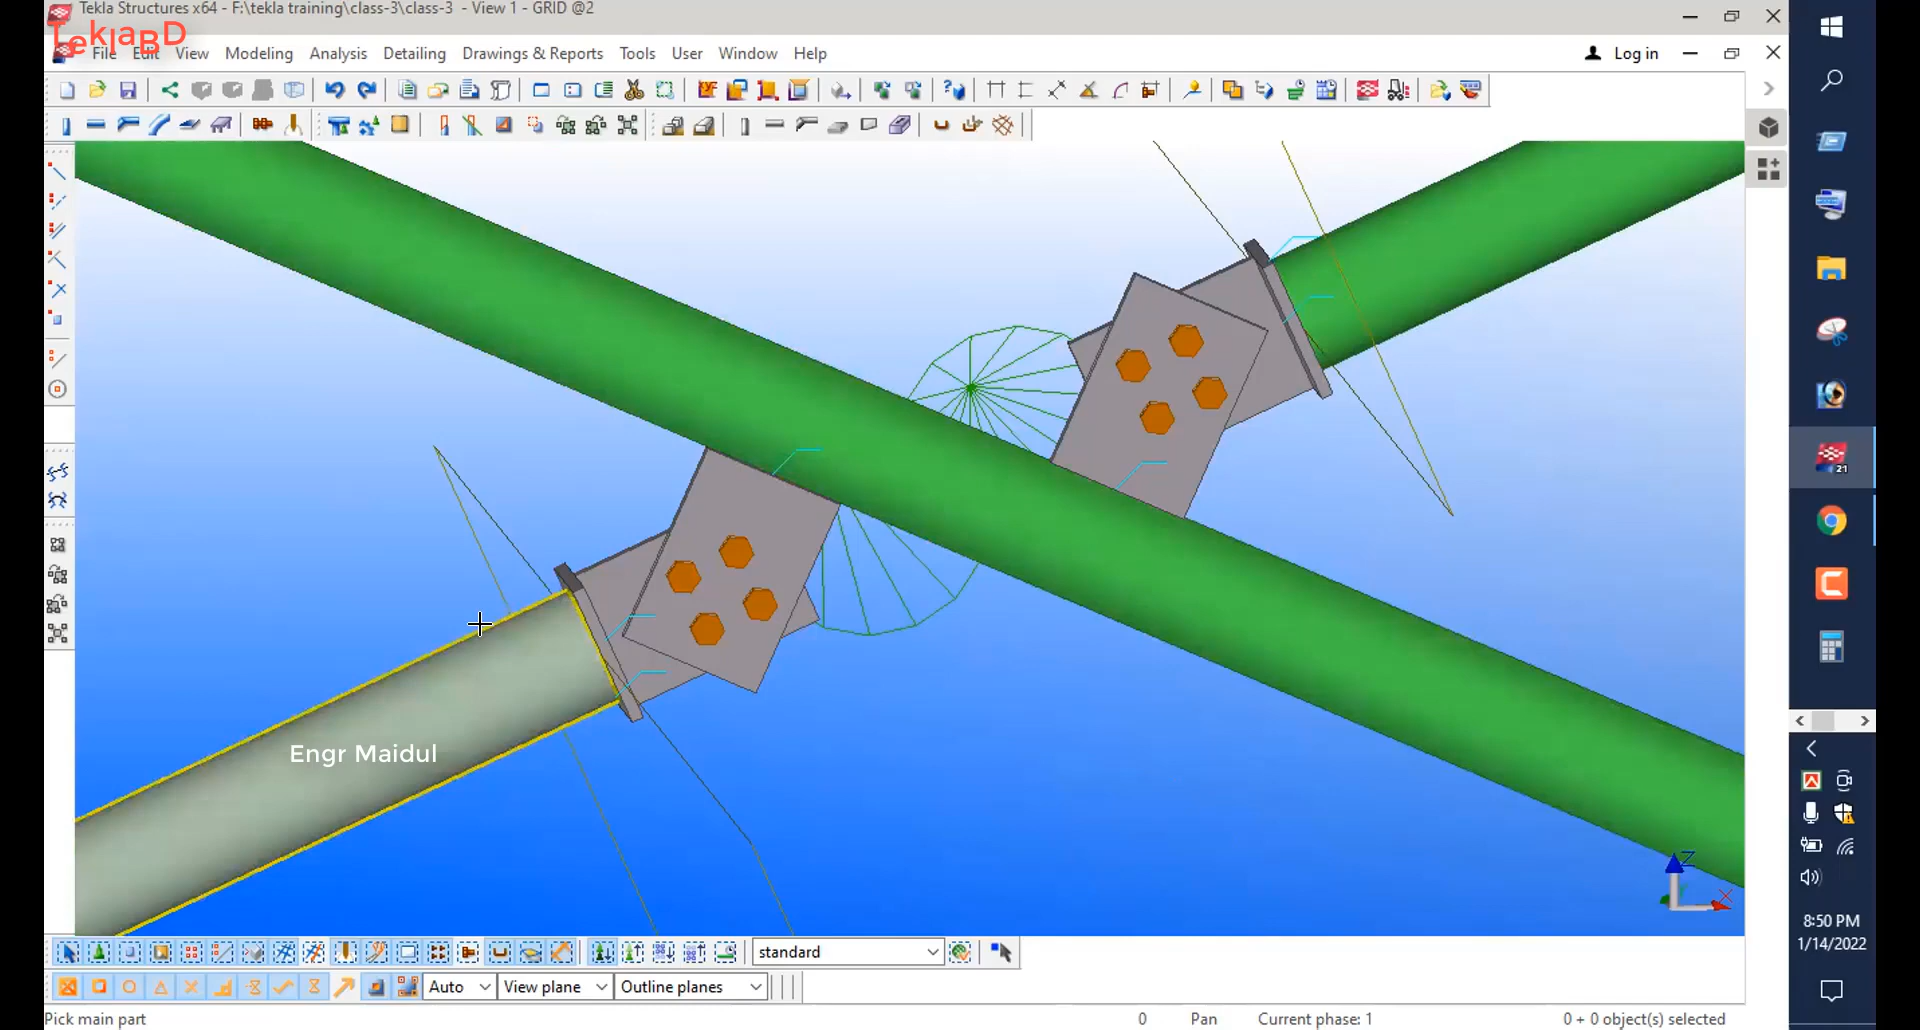 Tekla Structures x64 - F:\tekla training\class-3\class-3 - View 1 - GRID @2
TeklaBD
File Edit View Modeling Analysis Detailing Drawings & Reports Tools User Window Help
Log in
21
Engr Maidul
Z
X
8:50 PM
1/14/2022
standard
Auto
View plane
Outline planes
Pick main part
0
Pan
Current phase: 1
0 + 0 object(s) selected